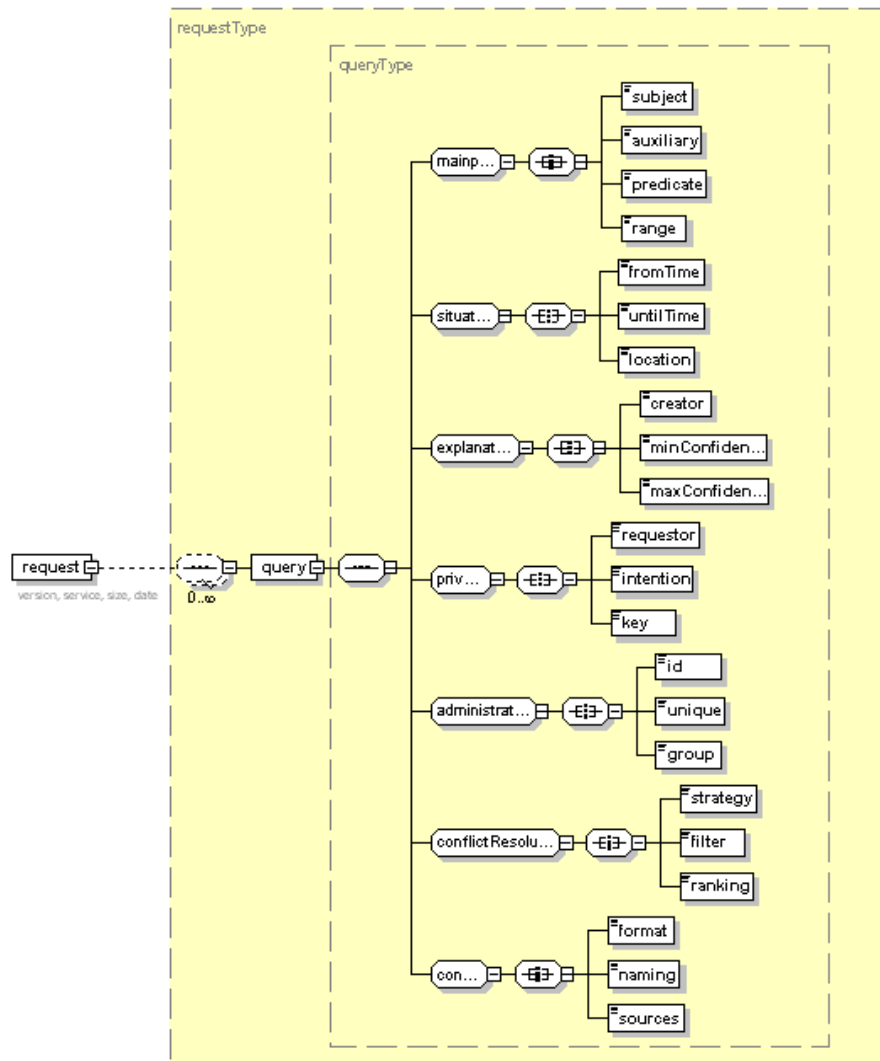 requestType
queryType
subject
auxiliary
mainp...
predicate
range
fromTime
situat...
untilTime
location
creator
explanat...
minConfiden...
maxConfiden...
requestor
request
query
priv...
intention
version, service, size, date
0..∞
key
id
administrat...
unique
group
strategy
conflictResolu...
filter
ranking
format
con...
naming
sources